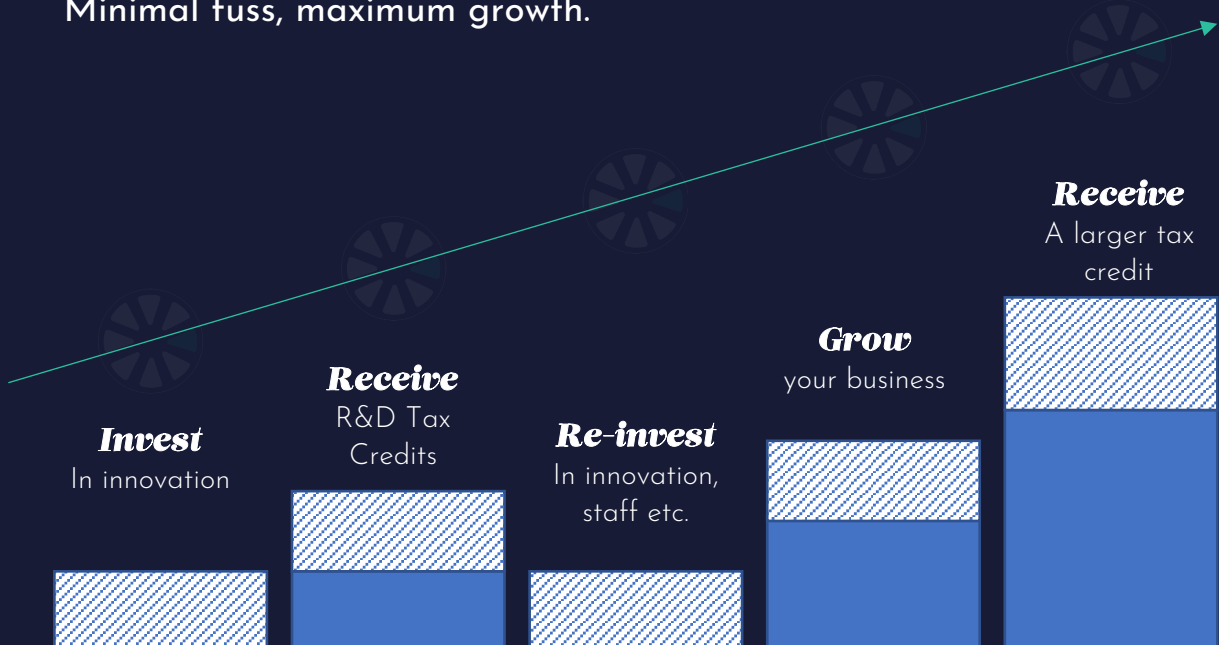 Minimal fuss, maximum growth.
Invest
In innovation
Receive
R&D Tax
Credits
Re-invest
In innovation,
staff etc.
Grow
your business
Receive
A larger tax
credit